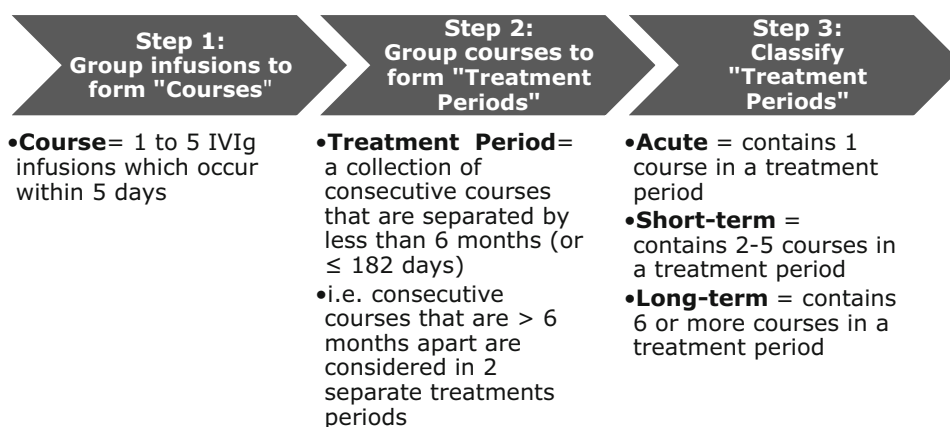 Step 1:
Group infusions to
form "Courses"
•Course= 1 to 5 IVIg
infusions which occur
within 5 days
Step 2:
Group courses to
form "Treatment
Periods"
•Treatment Period=
a collection of
consecutive courses
that are separated by
less than 6 months (or
≤ 182 days)
•i.e. consecutive
courses that are > 6
months apart are
considered in 2
separate treatments
periods
Step 3:
Classify
"Treatment
Periods"
•Acute = contains 1
course in a treatment
period
•Short-term =
contains 2-5 courses in
a treatment period
•Long-term = contains
6 or more courses in a
treatment period